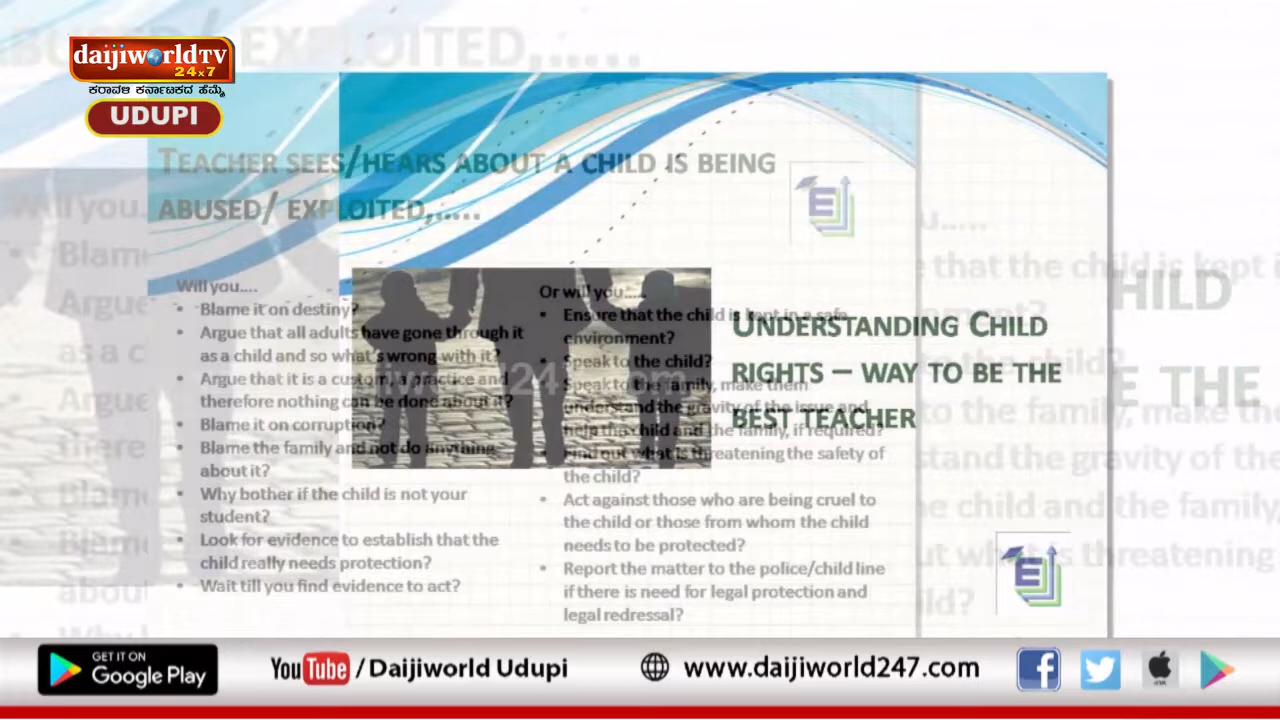 ABUSED/ EXPLOITED,.....
daijiworldTV
24x7
ಕರಾವಳಿ ಕರ್ನಾಟಕದ ಹೆಮ್ಮೆ
UDUPI
TEACHER SEES/HEARS ABOUT A CHILD IS BEING
ABUSED/ EXPLOITED,.....
Will you....
• Blame it on destiny?
• Argue that all adults have gone through it
as a child and so what's wrong with it?
• Argue that it is a custom, a practice and
therefore nothing can be done about it?
• Blame it on corruption?
• Blame the family and not do anything
about it?
• Why bother if the child is not your
student?
• Look for evidence to establish that the
child really needs protection?
• Wait till you find evidence to act?
Or will you.....
• Ensure that the child is kept in a safe
environment?
• Speak to the child?
• Speak to the family, make them
understand the gravity of the issue and
help the child and the family, if required?
• Find out what is threatening the safety of
the child?
• Act against those who are being cruel to
the child or those from whom the child
needs to be protected?
• Report the matter to the police/child line
if there is need for legal protection and
legal redressal?
UNDERSTANDING CHILD
RIGHTS – WAY TO BE THE
BEST TEACHER
E
E
GET IT ON
Google Play
YouTube /Daijiworld Udupi
www.daijiworld247.com